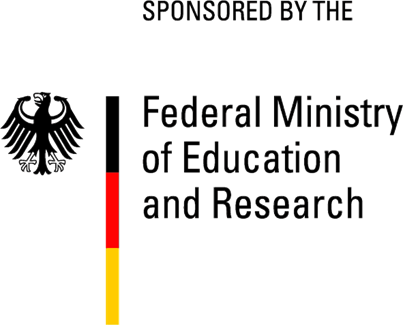 SPONSORED BY THE
Federal Ministry
of Education
and Research